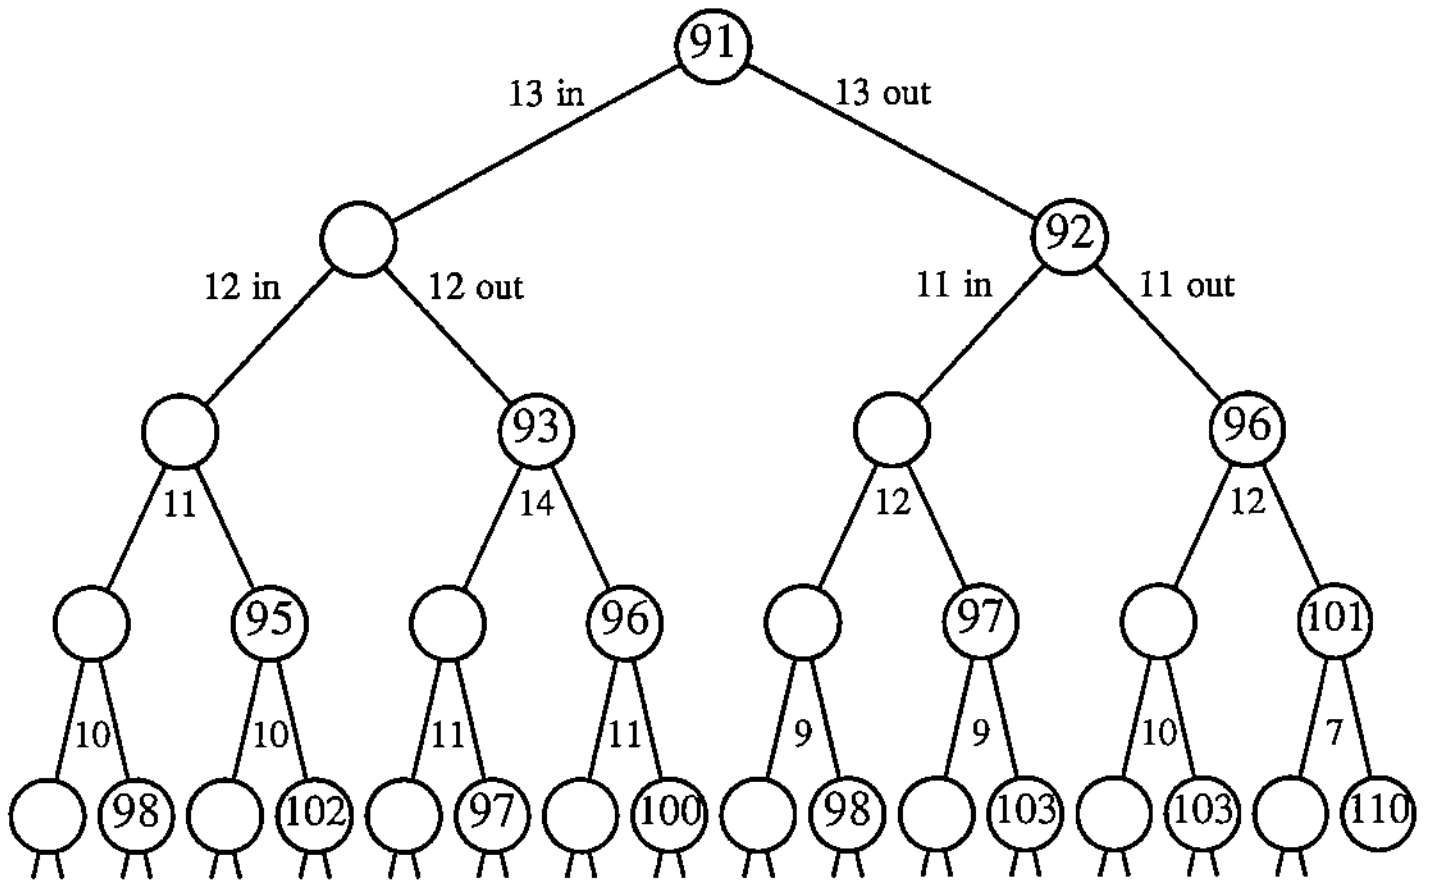 91
13 in 13 out
92
12 in 12 out 11 in 11 out
93 96
11 14 12 12
95 96 97 101
10 10 11 11 9 9 10 7
98 102 97 100 98 103 103 110